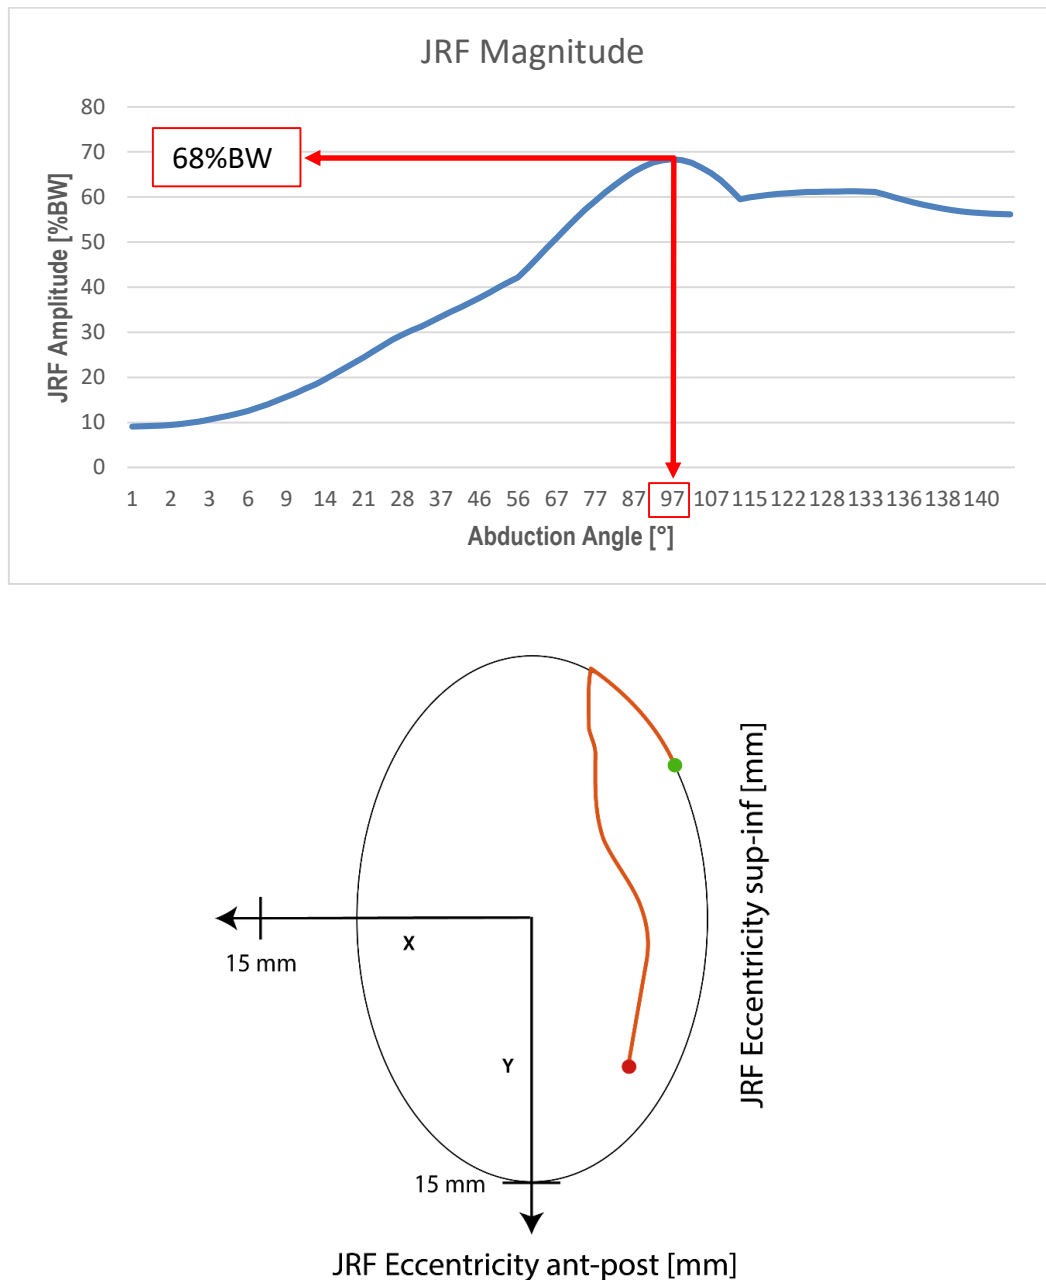 JRF Magnitude
80
70
60
50
40
30
20
10
0
68%BW
JRF Amplitude [%BW]
1 2 3 6 9 14 21 28 37 46 56 67 77 87 97 107 115 122 128 133 136 138 140
Abduction Angle [°]
JRF Eccentricity sup-inf [mm]
X
15 mm
Y
15 mm
JRF Eccentricity ant-post [mm]